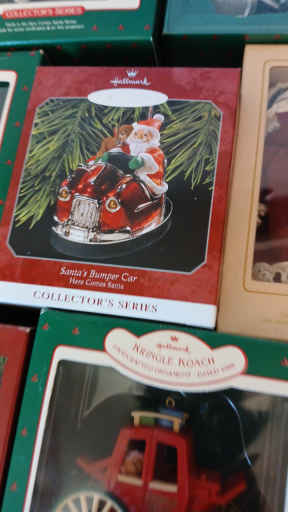 COLLECTOR'S SERIES
Hallmark
Santa's Bumper Car
Here Comes Santa
COLLECTOR'S SERIES
Hallmark
KRINGLE KOACH